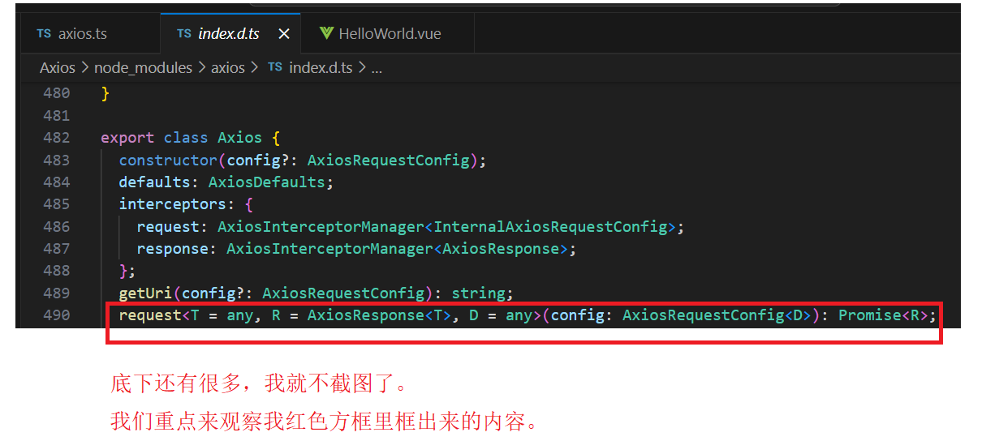 TS axios.ts TS index.d.ts × HelloWorld.vue
Axios > node_modules > axios > TS index.d.ts > ...
480 }
481
482 export class Axios {
483 constructor(config?: AxiosRequestConfig);
484 defaults: AxiosDefaults;
485 interceptors: {
486 request: AxiosInterceptorManager<InternalAxiosRequestConfig>;
487 response: AxiosInterceptorManager<AxiosResponse>;
488 };
489 getUri(config?: AxiosRequestConfig): string;
490 request<T = any, R = AxiosResponse<T>, D = any>(config: AxiosRequestConfig<D>): Promise<R>;
底下还有很多，我就不截图了。
我们重点来观察我红色方框里框出来的内容。